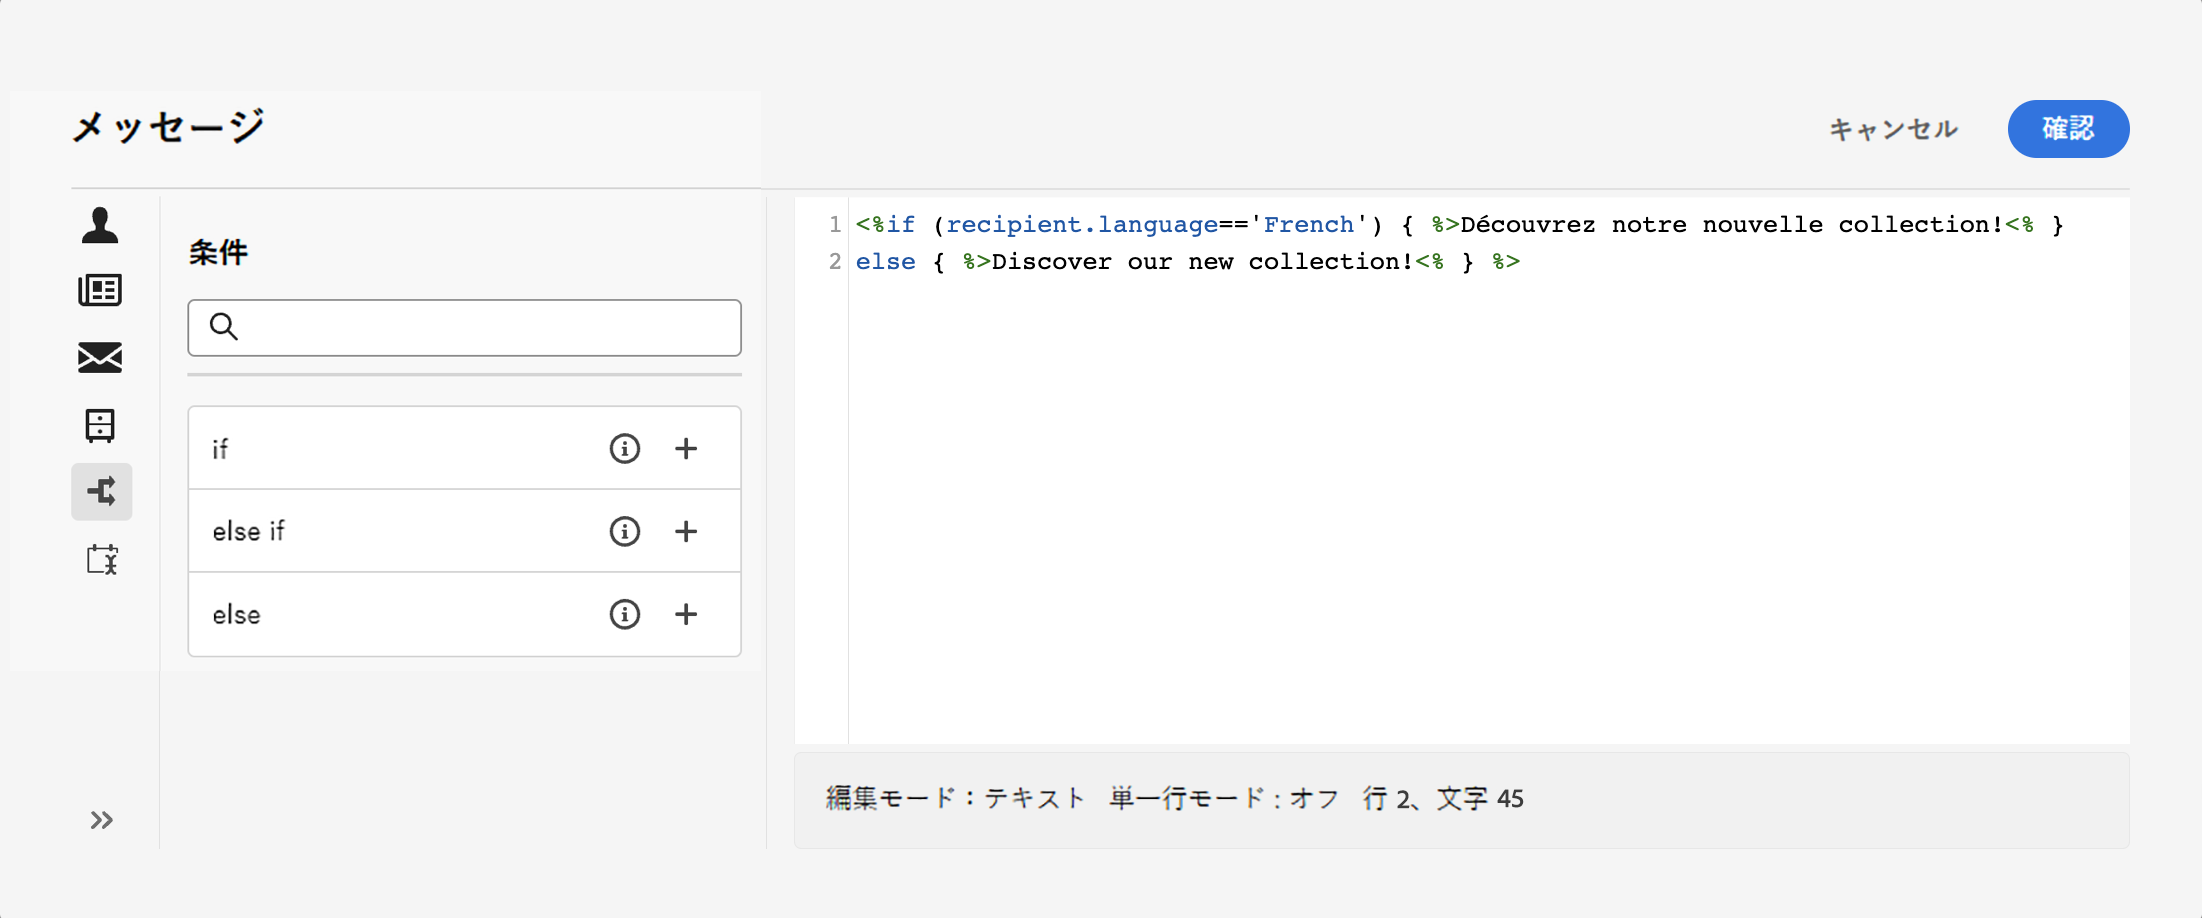 メッセージ
キャンセル
確認
条件
if
else if
else
1 <%if (recipient.language=='French') { %>Découvrez notre nouvelle collection!<% }
2 else { %>Discover our new collection!<% } %>
編集モード：テキスト 単一行モード：オフ 行 2、文字 45